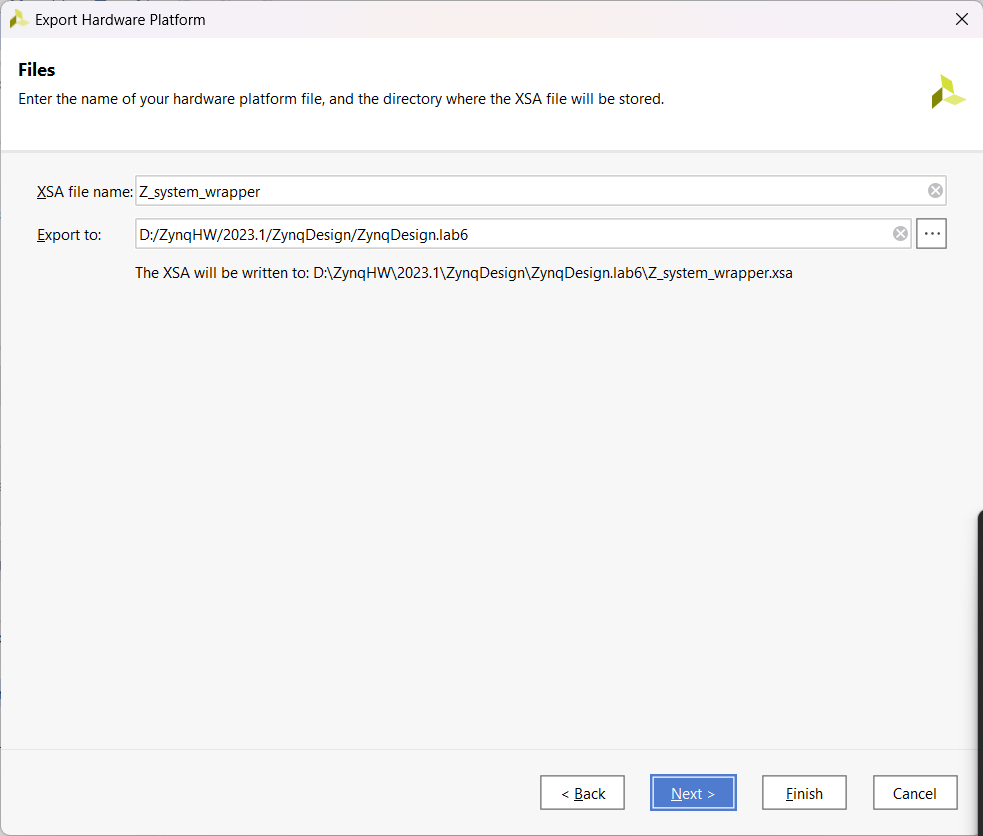 Export Hardware Platform
Files
Enter the name of your hardware platform file, and the directory where the XSA file will be stored.
XSA file name: Z_system_wrapper
Export to: D:/ZynqHW/2023.1/ZynqDesign/ZynqDesign.lab6 ...
The XSA will be written to: D:\ZynqHW\2023.1\ZynqDesign\ZynqDesign.lab6\Z_system_wrapper.xsa
< Back Next > Finish Cancel